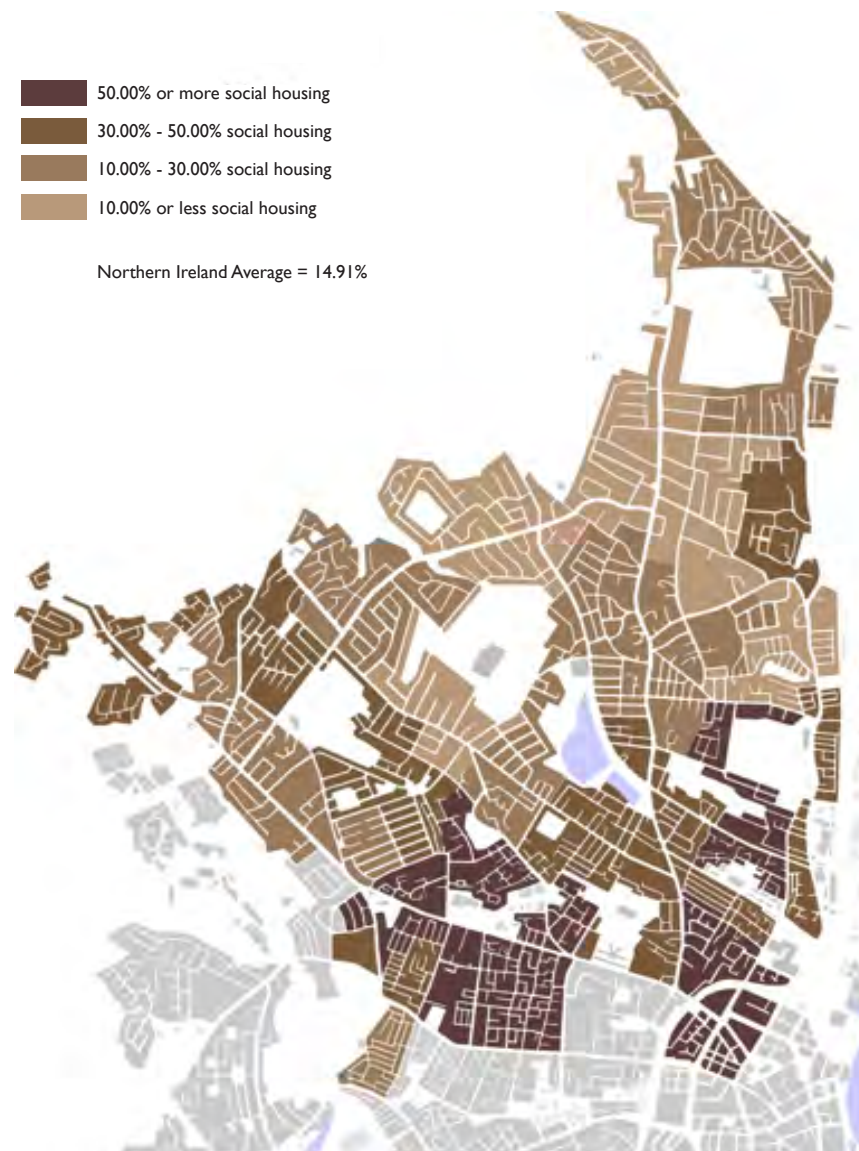 50.00% or more social housing
30.00% - 50.00% social housing
10.00% - 30.00% social housing
10.00% or less social housing
Northern Ireland Average = 14.91%